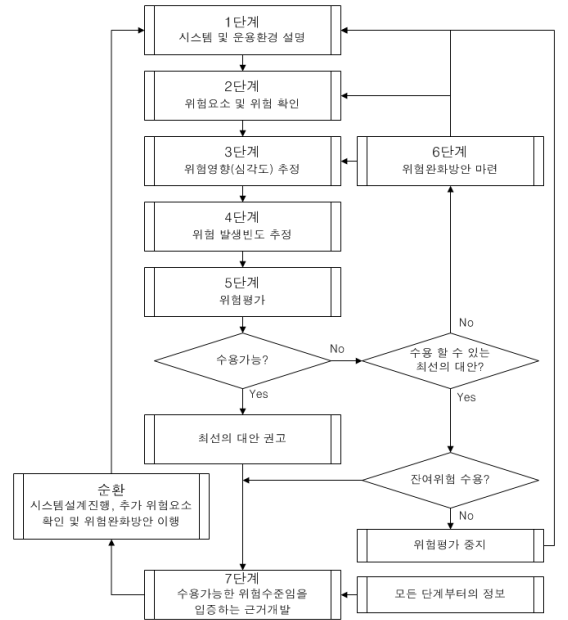 1단계
시스템 및 운용환경 설명
2단계
위험요소 및 위험 확인
3단계
위험영향(심각도) 추정
6단계
위험완화방안 마련
4단계
위험 발생빈도 추정
5단계
위험평가
No
수용가능?
No
수용 할 수 있는
최선의 대안?
Yes
Yes
최선의 대안 권고
순환
시스템설계진행, 추가 위험요소
확인 및 위험완화방안 이행
잔여위험 수용?
No
위험평가 중지
7단계
수용가능한 위험수준임을
입증하는 근거개발
모든 단계부터의 정보